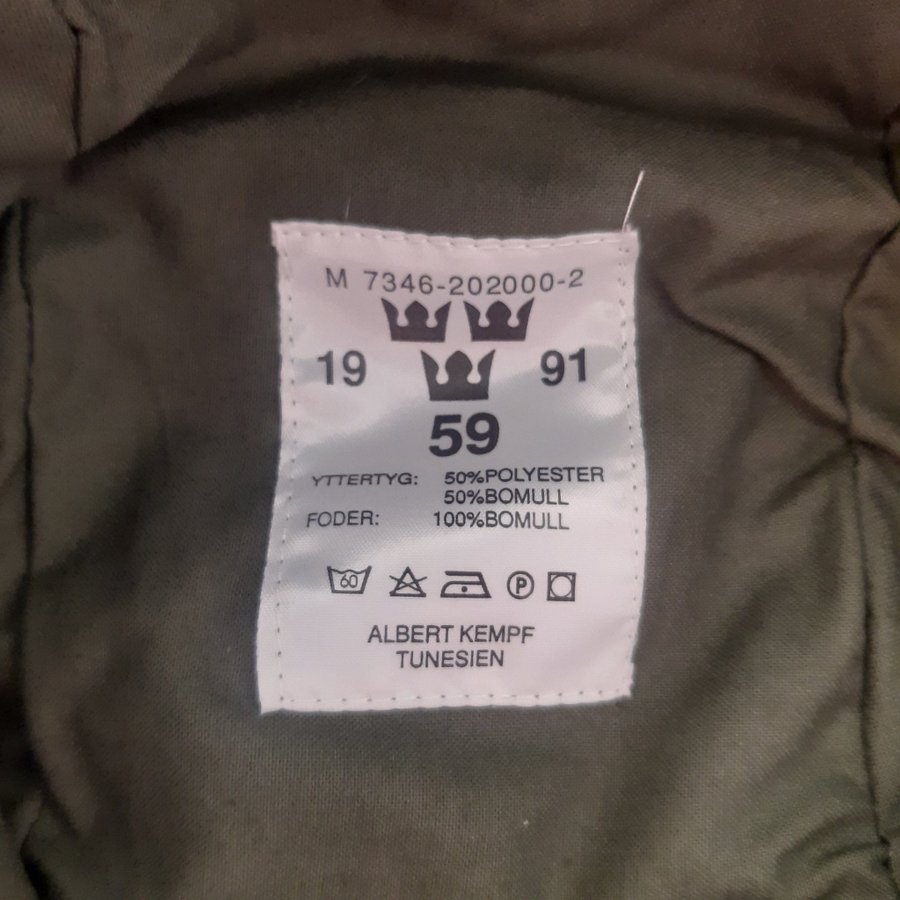 M 7346-202000-2
19 91
59
YTTERTYG: 50%POLYESTER
50%BOMULL
FODER: 100%BOMULL
60 P
ALBERT KEMPF
TUNESIEN